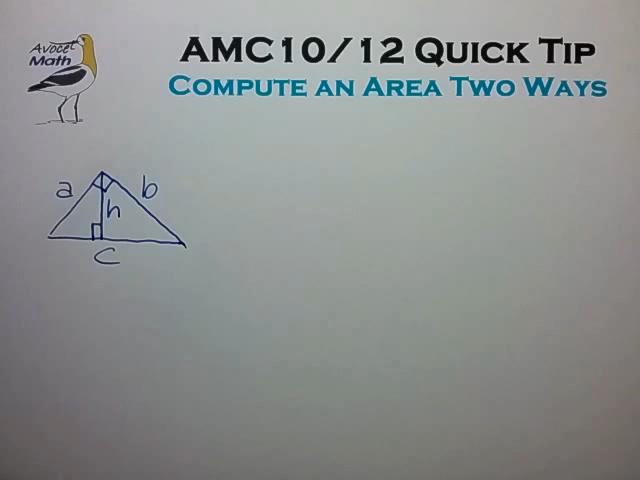 Avocet
Math
AMC10/12 Quick Tip
Compute an Area Two Ways
a b
h
c